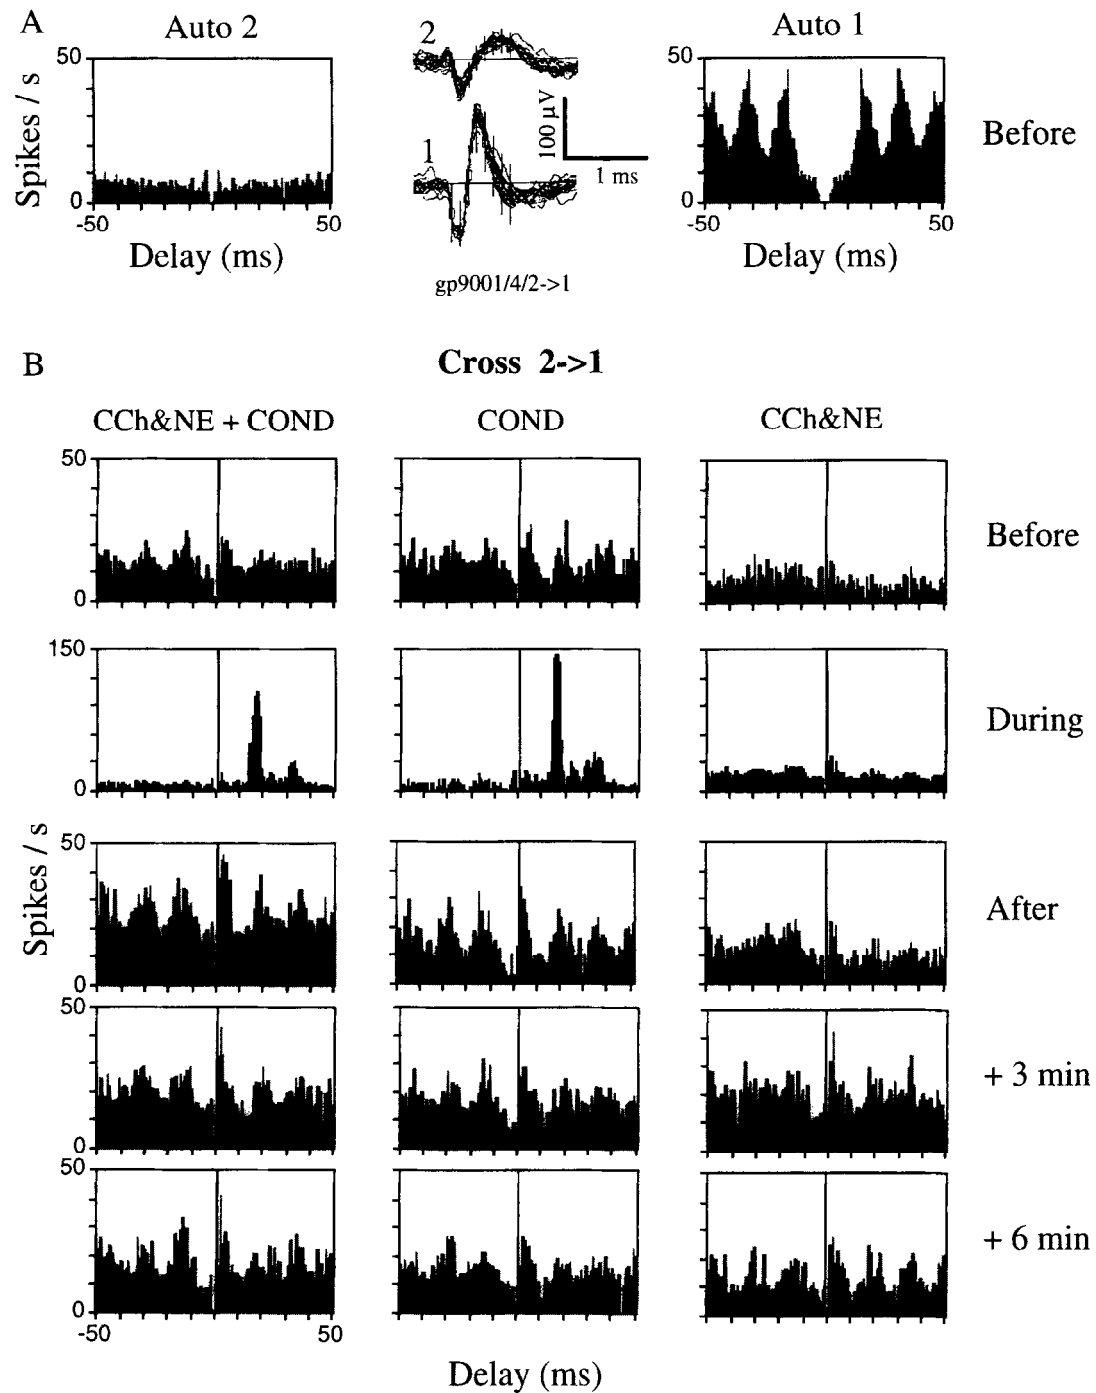 A
Auto 2
Auto 1
2
1
50
0
-50
50
Spikes / s
Delay (ms)
100 µV
1 ms
gp9001/4/2->1
50
0
-50
50
Delay (ms)
Before
B
Cross 2->1
CCh&NE + COND
COND
CCh&NE
50
0
Before
150
0
During
Spikes / s
50
0
After
50
0
+ 3 min
50
0
+ 6 min
-50
50
Delay (ms)